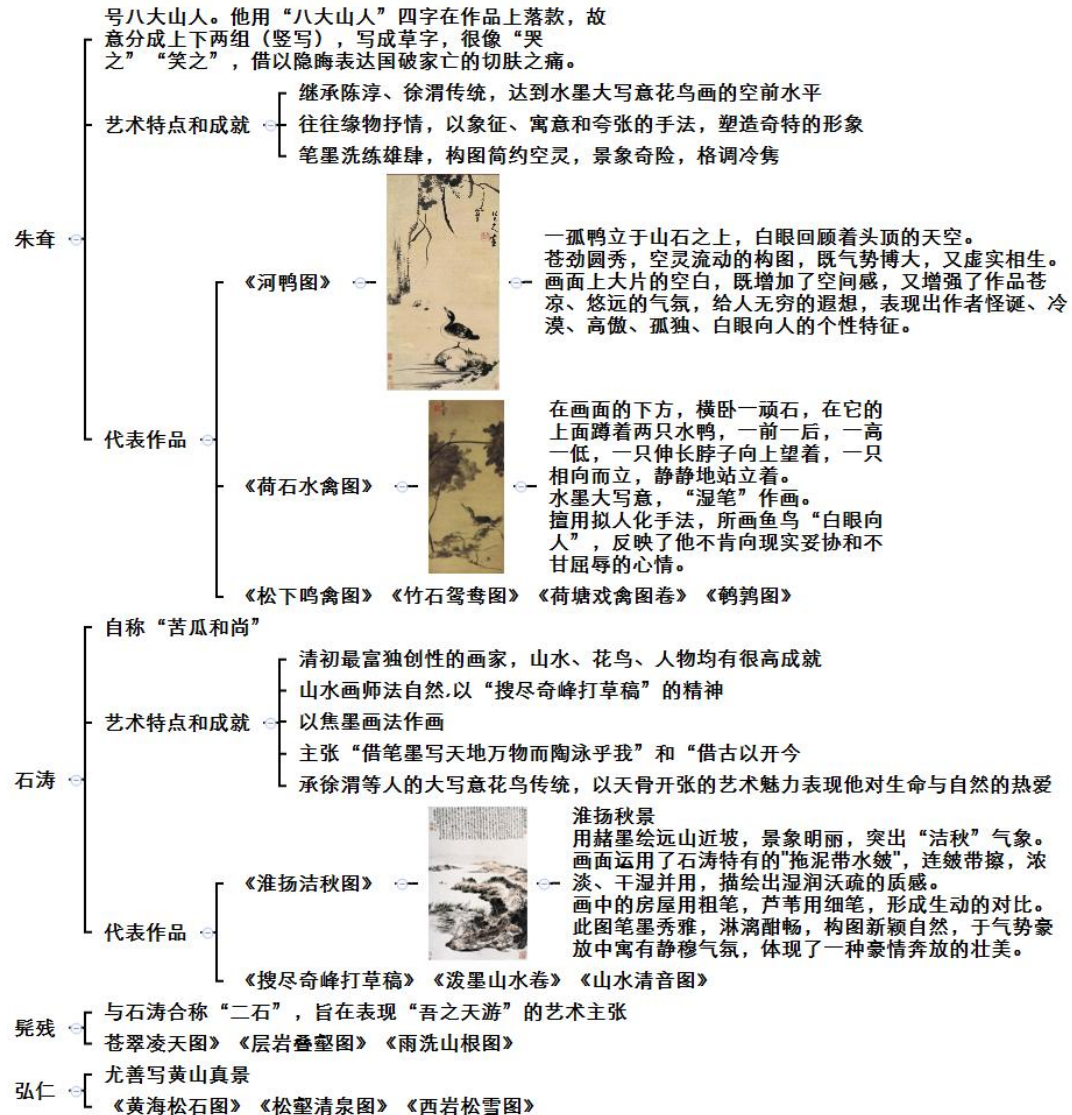 号八大山人。他用“八大山人”四字在作品上落款，故
意分成上下两组（竖写），写成草字，很像“哭
之”“笑之”，借以隐晦表达国破家亡的切肤之痛。
艺术特点和成就
继承陈淳、徐渭传统，达到水墨大写意花鸟画的空前水平
往往缘物抒情，以象征、寓意和夸张的手法，塑造奇特的形象
笔墨洗练雄肆，构图简约空灵，景象奇险，格调冷隽
朱耷
《河鸭图》
一孤鸭立于山石之上，白眼回顾着头顶的天空。
苍劲圆秀，空灵流动的构图，既气势博大，又虚实相生。
画面上大片的空白，既增加了空间感，又增强了作品苍
凉、悠远的气氛，给人无穷的遐想，表现出作者怪诞、冷
漠、高傲、孤独、白眼向人的个性特征。
代表作品
《荷石水禽图》
在画面的下方，横卧一顽石，在它的
上面蹲着两只水鸭，一前一后，一高
一低，一只伸长脖子向上望着，一只
相向而立，静静地站立着。
水墨大写意，“湿笔”作画。
擅用拟人化手法，所画鱼鸟“白眼向
人”，反映了他不肯向现实妥协和不
甘屈辱的心情。
《松下鸣禽图》《竹石鸳鸯图》《荷塘戏禽图卷》《鹌鹑图》
自称“苦瓜和尚”
艺术特点和成就
清初最富独创性的画家，山水、花鸟、人物均有很高成就
山水画师法自然,以“搜尽奇峰打草稿”的精神
以焦墨画法作画
主张“借笔墨写天地万物而陶泳乎我”和“借古以开今
承徐渭等人的大写意花鸟传统，以天骨开张的艺术魅力表现他对生命与自然的热爱
石涛
代表作品
《淮扬洁秋图》
淮扬秋景
用赭墨绘远山近坡，景象明丽，突出“洁秋”气象。
画面运用了石涛特有的"拖泥带水皴"，连皴带擦，浓
淡、干湿并用，描绘出湿润沃疏的质感。
画中的房屋用粗笔，芦苇用细笔，形成生动的对比。
此图笔墨秀雅，淋漓酣畅，构图新颖自然，于气势豪
放中寓有静穆气氛，体现了一种豪情奔放的壮美。
《搜尽奇峰打草稿》《泼墨山水卷》《山水清音图》
髡残
与石涛合称“二石”，旨在表现“吾之天游”的艺术主张
苍翠凌天图》《层岩叠壑图》《雨洗山根图》
弘仁
尤善写黄山真景
《黄海松石图》《松壑清泉图》《西岩松雪图》